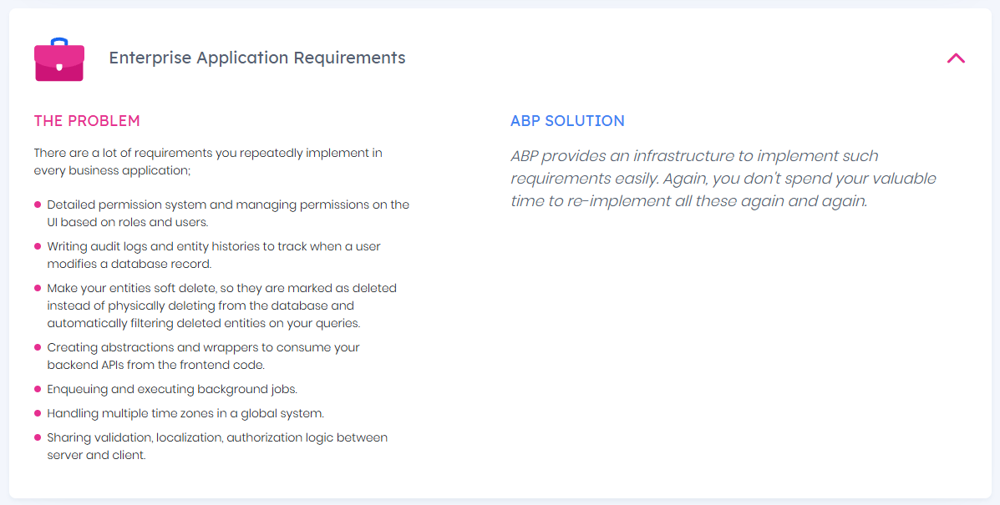 Enterprise Application Requirements
THE PROBLEM
There are a lot of requirements you repeatedly implement in
every business application;
Detailed permission system and managing permissions on the
UI based on roles and users.
Writing audit logs and entity histories to track when a user
modifies a database record.
Make your entities soft delete, so they are marked as deleted
instead of physically deleting from the database and
automatically filtering deleted entities on your queries.
Creating abstractions and wrappers to consume your
backend APIs from the frontend code.
Enqueuing and executing background jobs.
Handling multiple time zones in a global system.
Sharing validation, localization, authorization logic between
server and client.
ABP SOLUTION
ABP provides an infrastructure to implement such
requirements easily. Again, you don't spend your valuable
time to re-implement all these again and again.